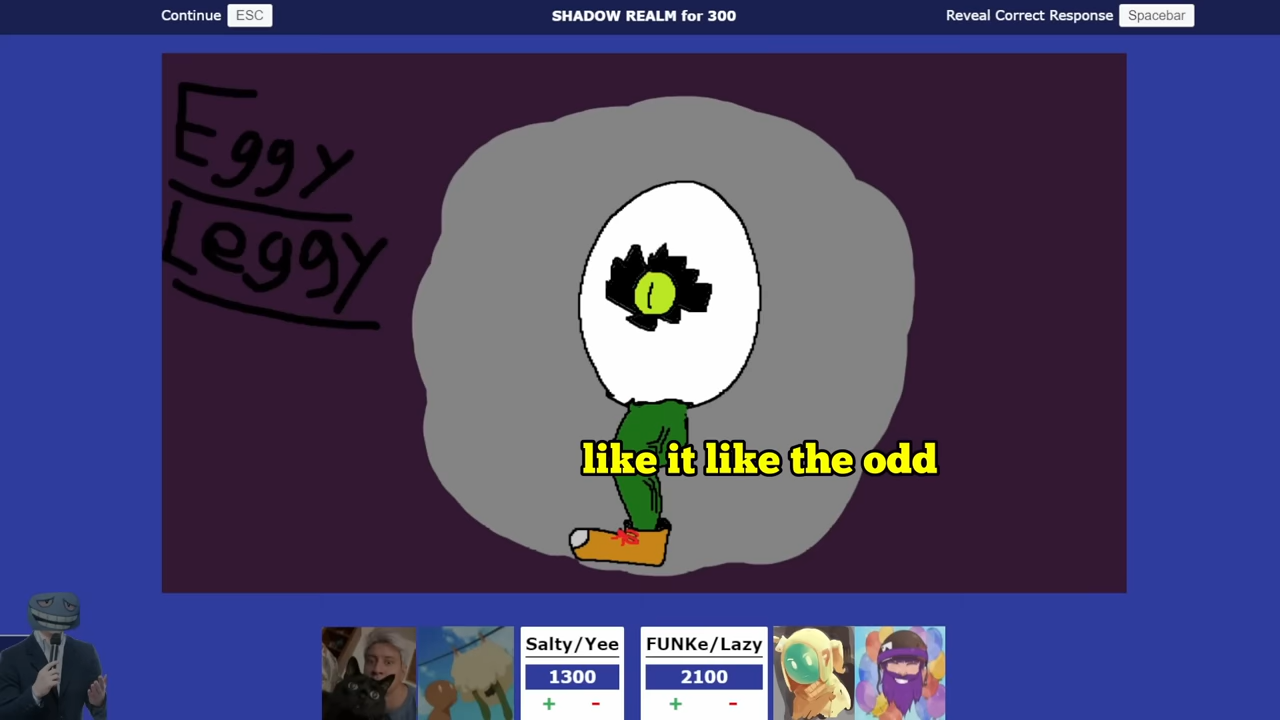 Continue ESC
SHADOW REALM for 300
Reveal Correct Response Spacebar
Eggy
Leggy
like it like the odd
Salty/Yee
1300
+ -
FUNKe/Lazy
2100
+ -